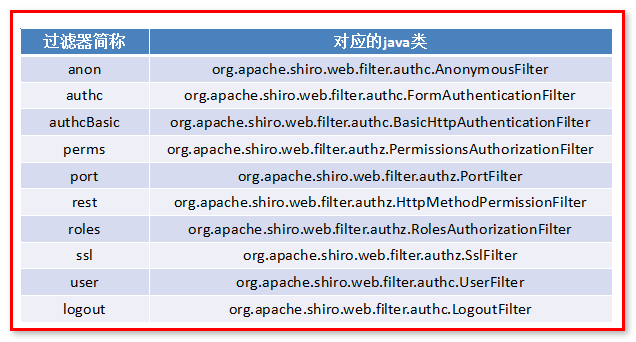 过滤器简称 对应的java类
anon org.apache.shiro.web.filter.authc.AnonymousFilter
authc org.apache.shiro.web.filter.authc.FormAuthenticationFilter
authcBasic org.apache.shiro.web.filter.authc.BasicHttpAuthenticationFilter
perms org.apache.shiro.web.filter.authz.PermissionsAuthorizationFilter
port org.apache.shiro.web.filter.authz.PortFilter
rest org.apache.shiro.web.filter.authz.HttpMethodPermissionFilter
roles org.apache.shiro.web.filter.authz.RolesAuthorizationFilter
ssl org.apache.shiro.web.filter.authz.SslFilter
user org.apache.shiro.web.filter.authc.UserFilter
logout org.apache.shiro.web.filter.authc.LogoutFilter